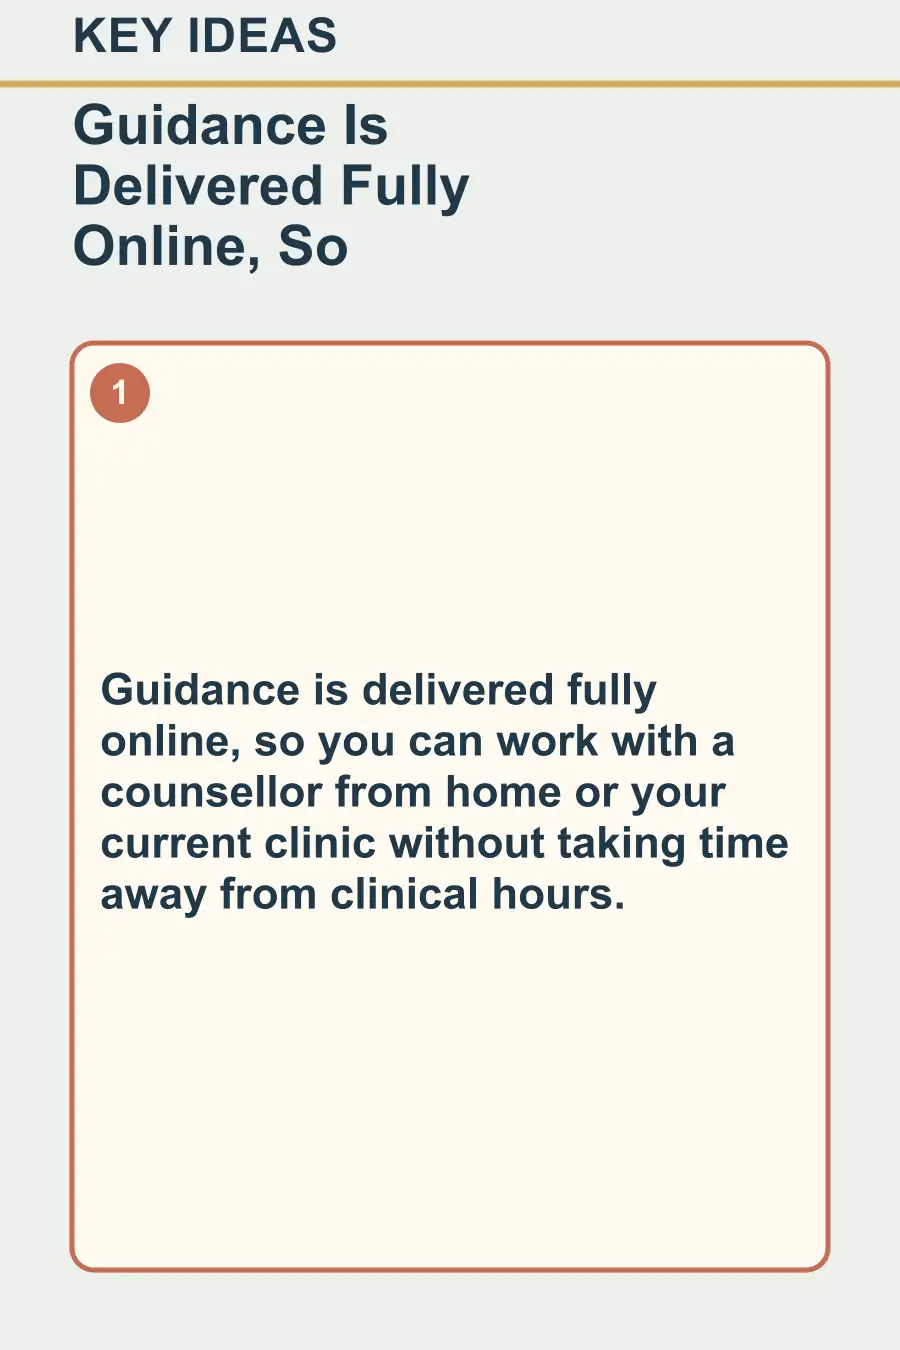 KEY IDEAS
Guidance Is
Delivered Fully
Online, So
1
Guidance is delivered fully
online, so you can work with a
counsellor from home or your
current clinic without taking time
away from clinical hours.